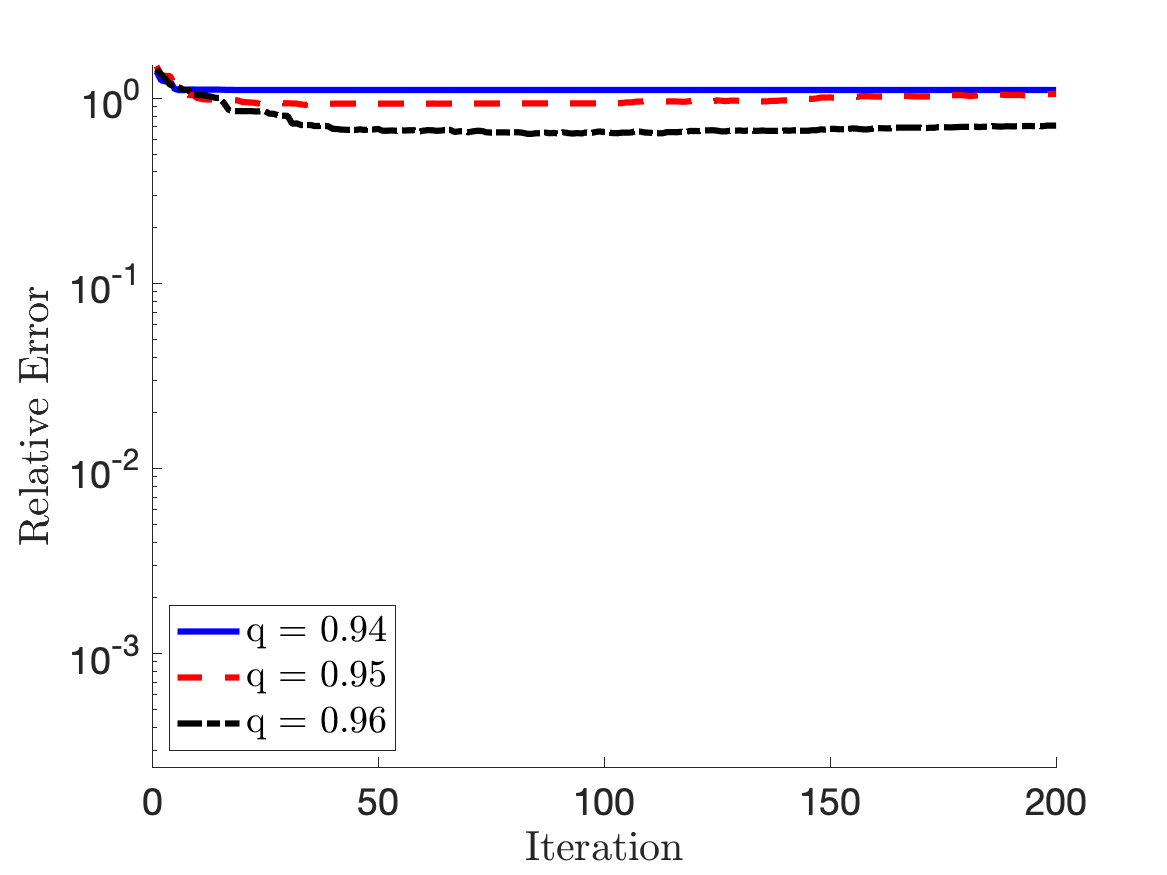 10^0
10^-1
10^-2
10^-3
Relative Error
q = 0.94
q = 0.95
q = 0.96
0 50 100 150 200
Iteration